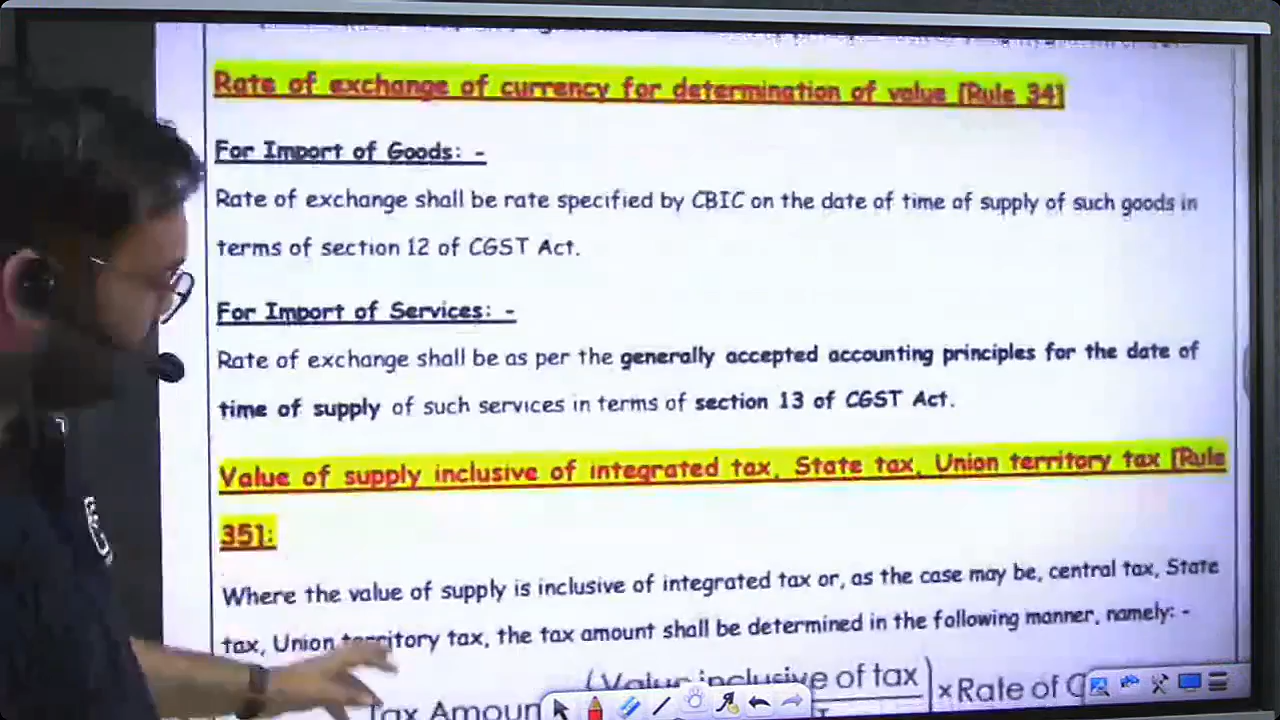 Rate of exchange of currency for determination of value [Rule 34]
For Import of Goods: -
Rate of exchange shall be rate specified by CBIC on the date of time of supply of such goods in
terms of section 12 of CGST Act.
For Import of Services: -
Rate of exchange shall be as per the generally accepted accounting principles for the date of
time of supply of such services in terms of section 13 of CGST Act.
Value of supply inclusive of integrated tax, State tax, Union territory tax [Rule
35]:
Where the value of supply is inclusive of integrated tax or, as the case may be, central tax, State
tax, Union territory tax, the tax amount shall be determined in the following manner, namely: -
(Value inclusive of tax) × Rate of
Tax